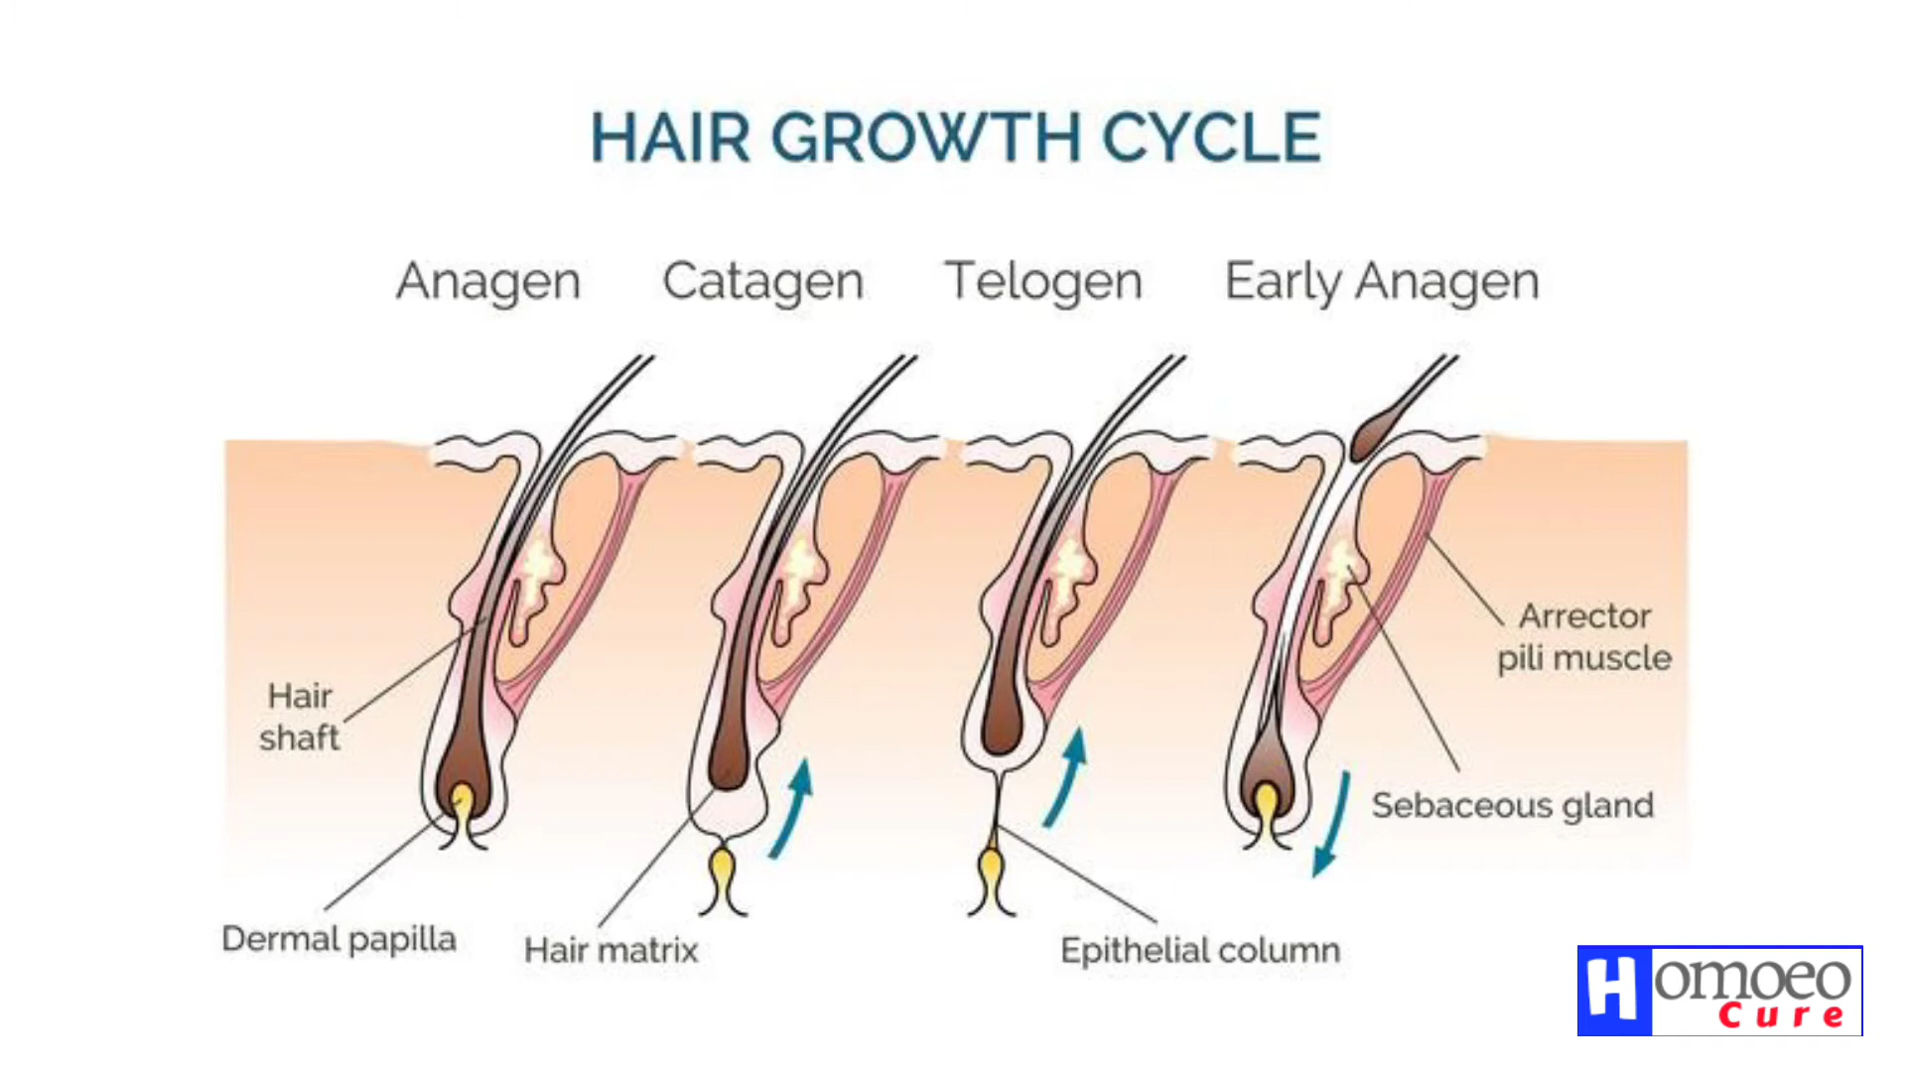 HAIR GROWTH CYCLE
Anagen Catagen Telogen Early Anagen
Hair
shaft
Arrector
pili muscle
Sebaceous gland
Dermal papilla
Hair matrix
Epithelial column
Homoeo
Cure